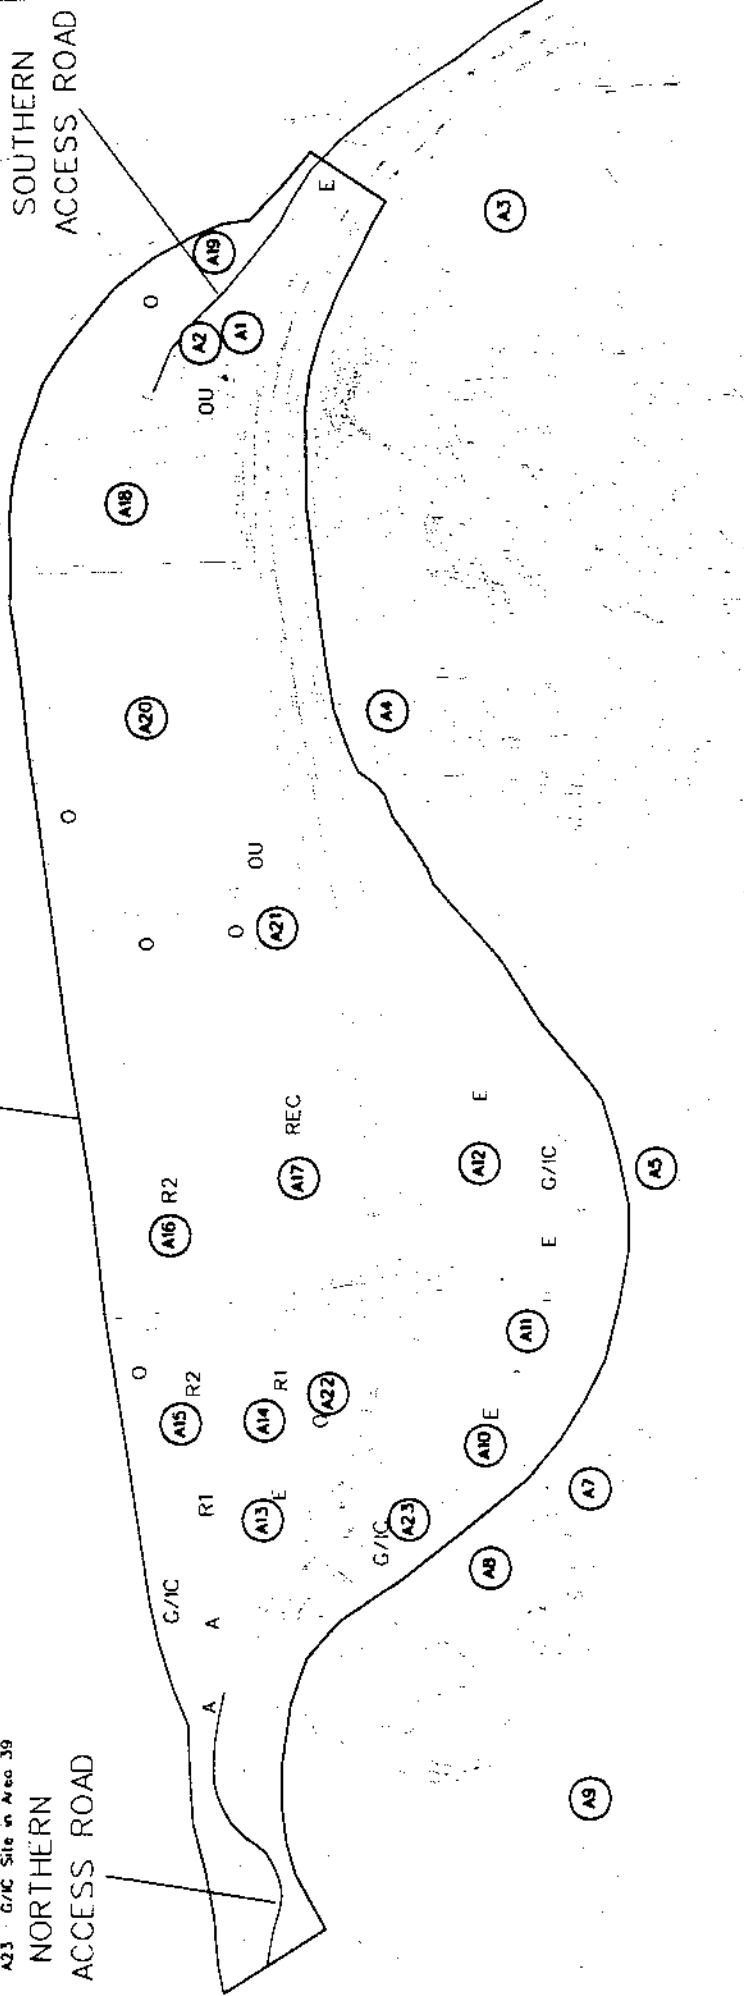 A23 : G/IC Site in Area 39
NORTHERN
ACCESS ROAD
SOUTHERN
ACCESS ROAD
A
A
G/IC
R1
A13
E
G/IC
A23
A15
R2
A14
R1
O
A22
O
A10
E
A8
A7
A9
A11
E
A16
R2
A17
REC
A12
E
G/IC
A5
O
O
A21
OU
O
A20
A4
A18
OU
A2
A1
O
A19
E
A3